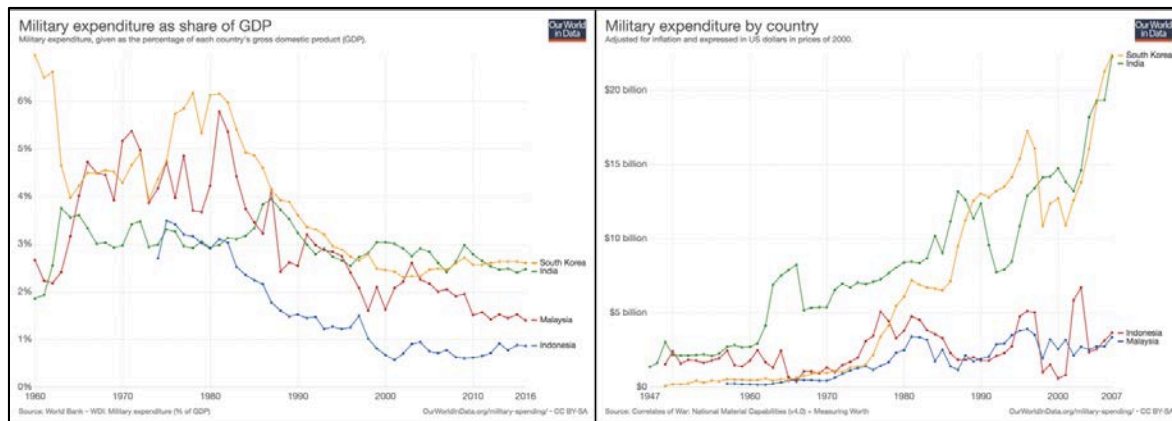 Military expenditure as share of GDP
Military expenditure, given as the percentage of each country's gross domestic product (GDP).
Our World
in Data
6%
5%
4%
3%
2%
1%
0%
1960
1970
1980
1990
2000
2010
2016
South Korea
India
Malaysia
Indonesia
Source: World Bank – WDI: Military expenditure (% of GDP)
OurWorldInData.org/military-spending/ • CC BY-SA
Military expenditure by country
Adjusted for inflation and expressed in US dollars in prices of 2000.
Our World
in Data
$20 billion
$15 billion
$10 billion
$5 billion
$0
1947
1960
1970
1980
1990
2000
2007
South Korea
India
Indonesia
Malaysia
Source: Correlates of War: National Material Capabilities (v4.0) + Measuring Worth
OurWorldInData.org/military-spending/ • CC BY-SA